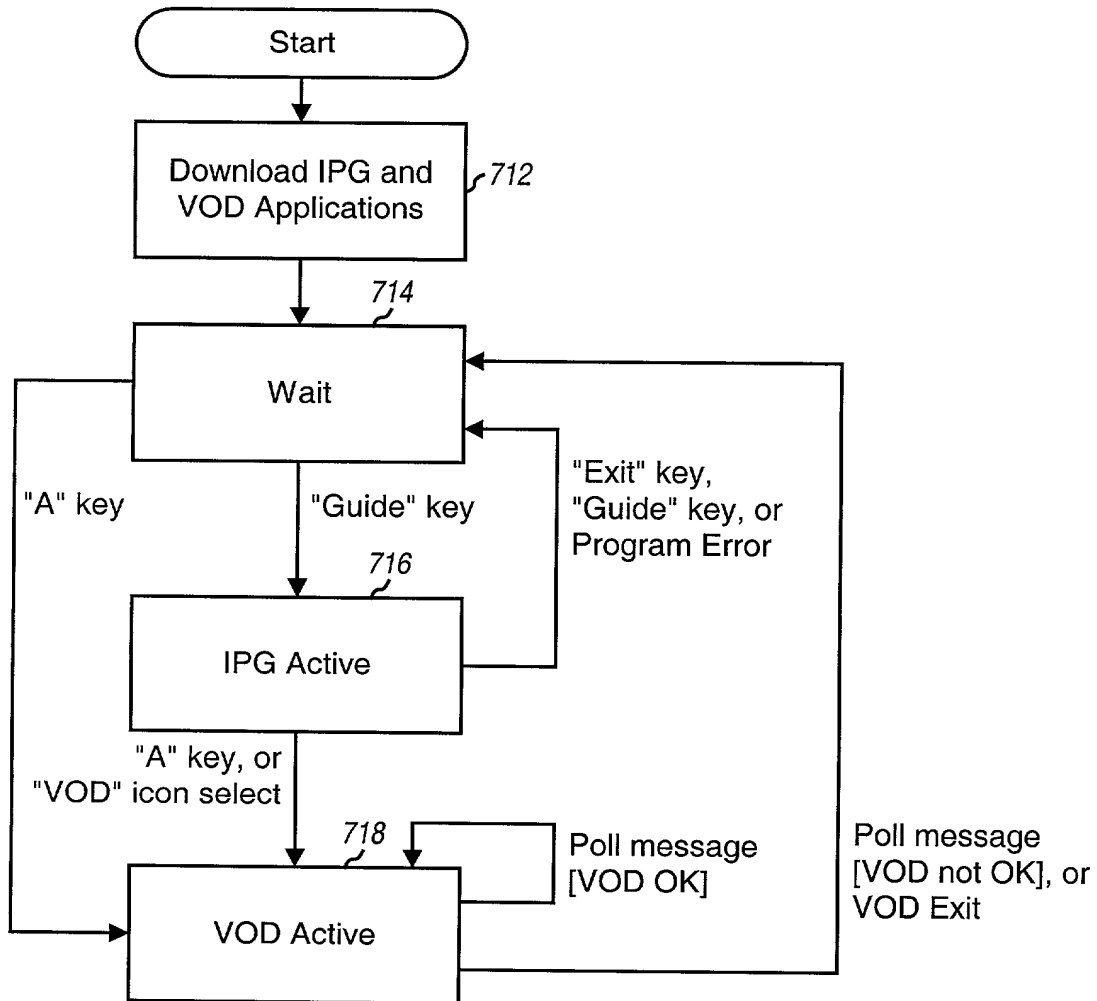 Start
Download IPG and
VOD Applications
712
714
Wait
"A" key
"Guide" key
"Exit" key,
"Guide" key, or
Program Error
716
IPG Active
"A" key, or
"VOD" icon select
718
VOD Active
Poll message
[VOD OK]
Poll message
[VOD not OK], or
VOD Exit